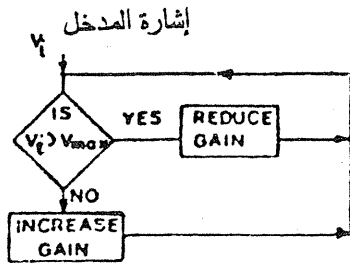 إشارة المدخل
Vi
IS
Vi > Vmax
YES
REDUCE
GAIN
NO
INCREASE
GAIN